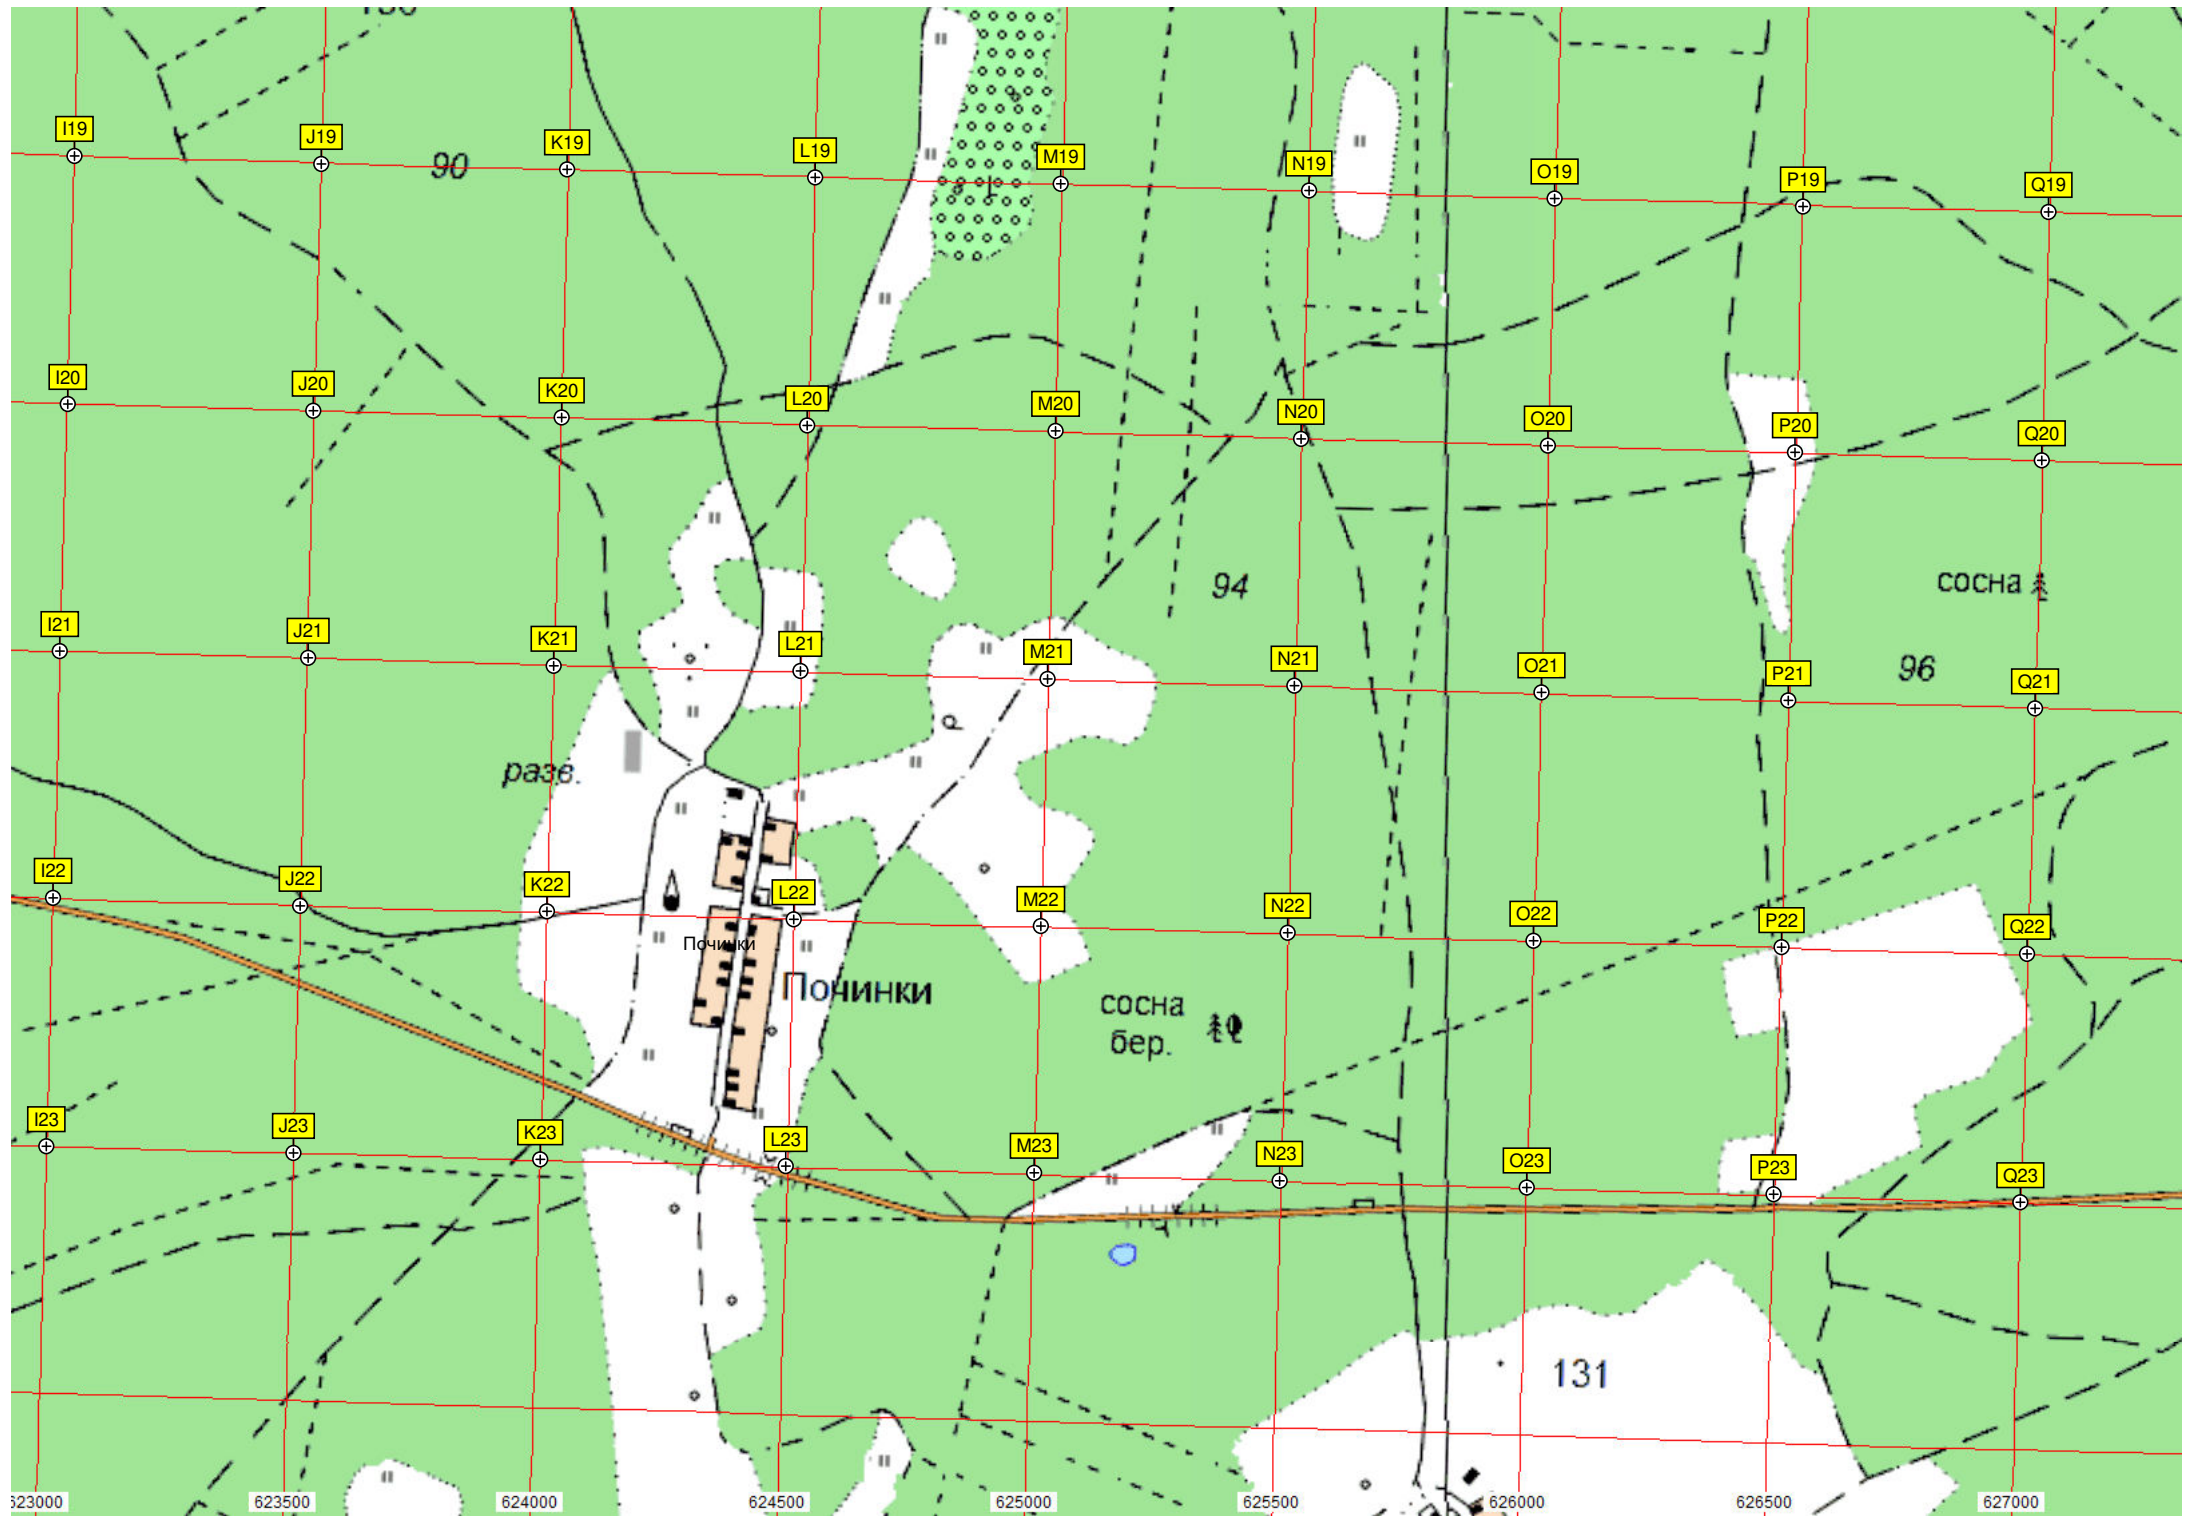 I19 J19 K19 L19 M19 N19 O19 P19 Q19
90
I20 J20 K20 L20 M20 N20 O20 P20 Q20
94
сосна
I21 J21 K21 L21 M21 N21 O21 P21 Q21
96
разв.
I22 J22 K22 L22 M22 N22 O22 P22 Q22
Починки
Починки
сосна
бер.
I23 J23 K23 L23 M23 N23 O23 P23 Q23
131
623000 623500 624000 624500 625000 625500 626000 626500 627000